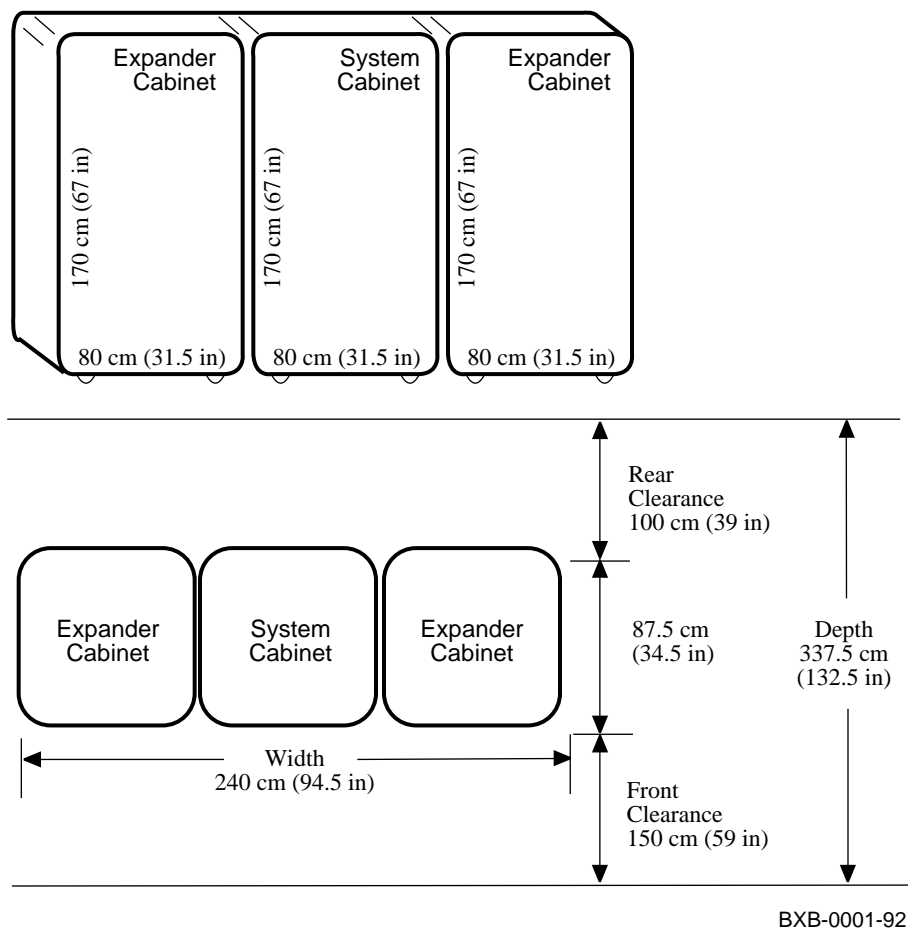 Expander
Cabinet
System
Cabinet
Expander
Cabinet
170 cm (67 in)
170 cm (67 in)
170 cm (67 in)
80 cm (31.5 in)
80 cm (31.5 in)
80 cm (31.5 in)
Rear
Clearance
100 cm (39 in)
Expander
Cabinet
System
Cabinet
Expander
Cabinet
87.5 cm
(34.5 in)
Depth
337.5 cm
(132.5 in)
Width
240 cm (94.5 in)
Front
Clearance
150 cm (59 in)
BXB-0001-92